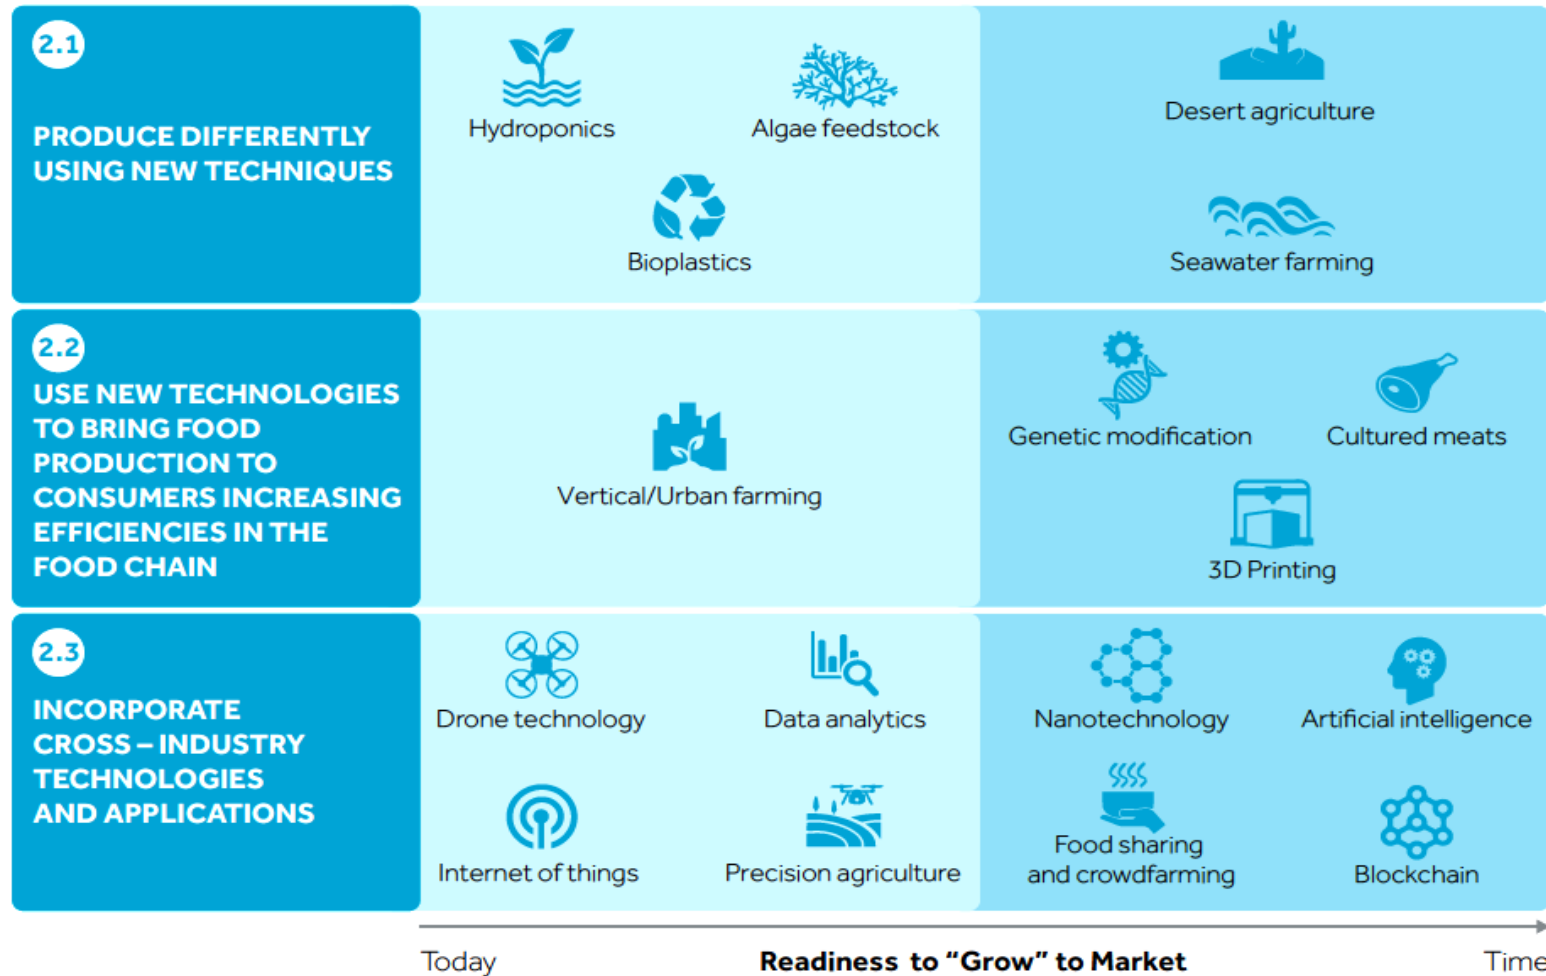 2.1
PRODUCE DIFFERENTLY
USING NEW TECHNIQUES
Hydroponics
Algae feedstock
Bioplastics
Desert agriculture
Seawater farming
2.2
USE NEW TECHNOLOGIES
TO BRING FOOD
PRODUCTION TO
CONSUMERS INCREASING
EFFICIENCIES IN THE
FOOD CHAIN
Vertical/Urban farming
Genetic modification
Cultured meats
3D Printing
2.3
INCORPORATE
CROSS – INDUSTRY
TECHNOLOGIES
AND APPLICATIONS
Drone technology
Data analytics
Internet of things
Precision agriculture
Nanotechnology
Artificial intelligence
Food sharing
and crowdfarming
Blockchain
Today
Readiness to “Grow” to Market
Time